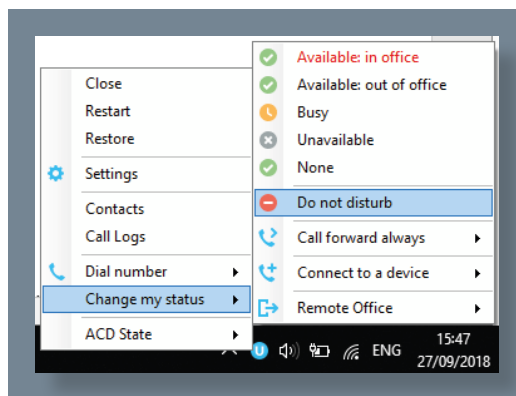 Close
Restart
Restore
Settings
Contacts
Call Logs
Dial number
Change my status
ACD State
Available: in office
Available: out of office
Busy
Unavailable
None
Do not disturb
Call forward always
Connect to a device
Remote Office
U
ENG
15:47
27/09/2018